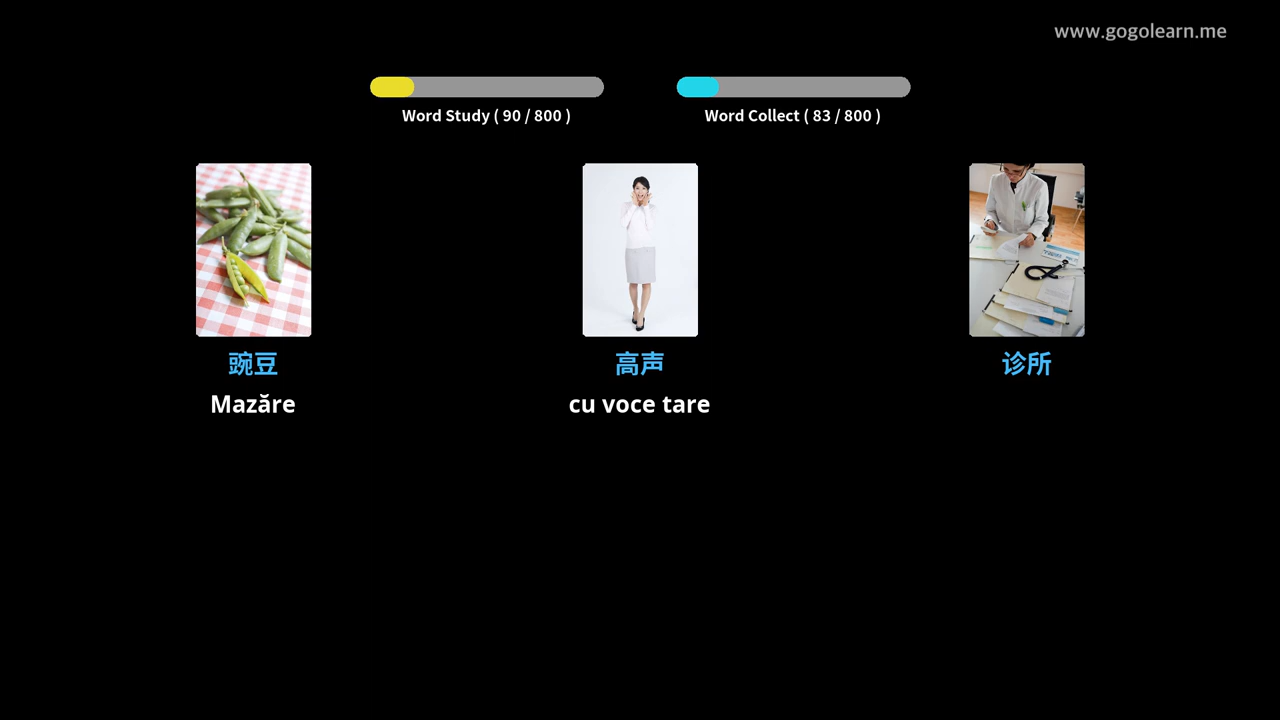 www.gogolearn.me
Word Study ( 90 / 800 )
Word Collect ( 83 / 800 )
豌豆
高声
诊所
Mazăre
cu voce tare